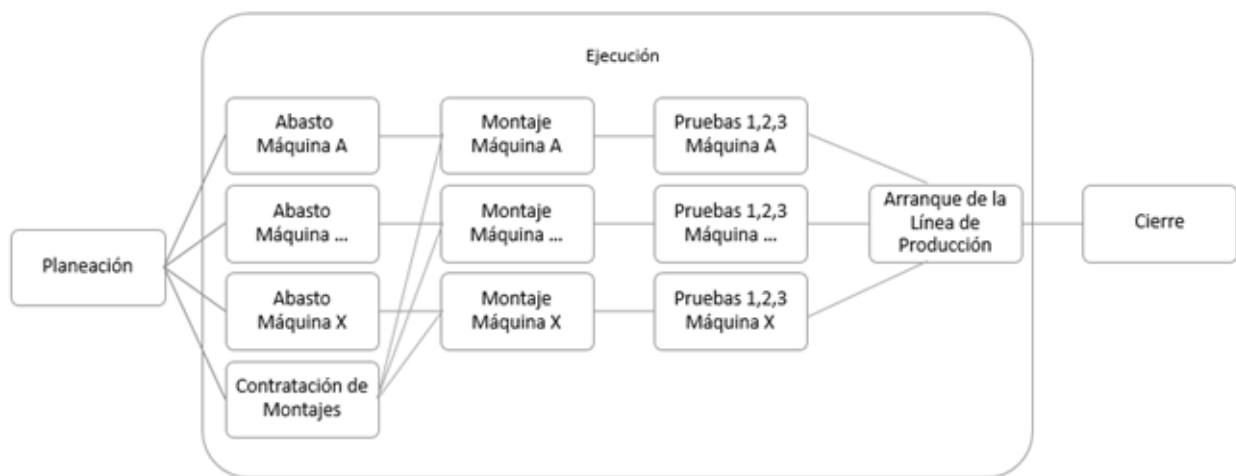 Ejecución
Planeación
Abasto
Máquina A
Abasto
Máquina ...
Abasto
Máquina X
Contratación de
Montajes
Montaje
Máquina A
Montaje
Máquina ...
Montaje
Máquina X
Pruebas 1,2,3
Máquina A
Pruebas 1,2,3
Máquina ...
Pruebas 1,2,3
Máquina X
Arranque de la
Línea de
Producción
Cierre